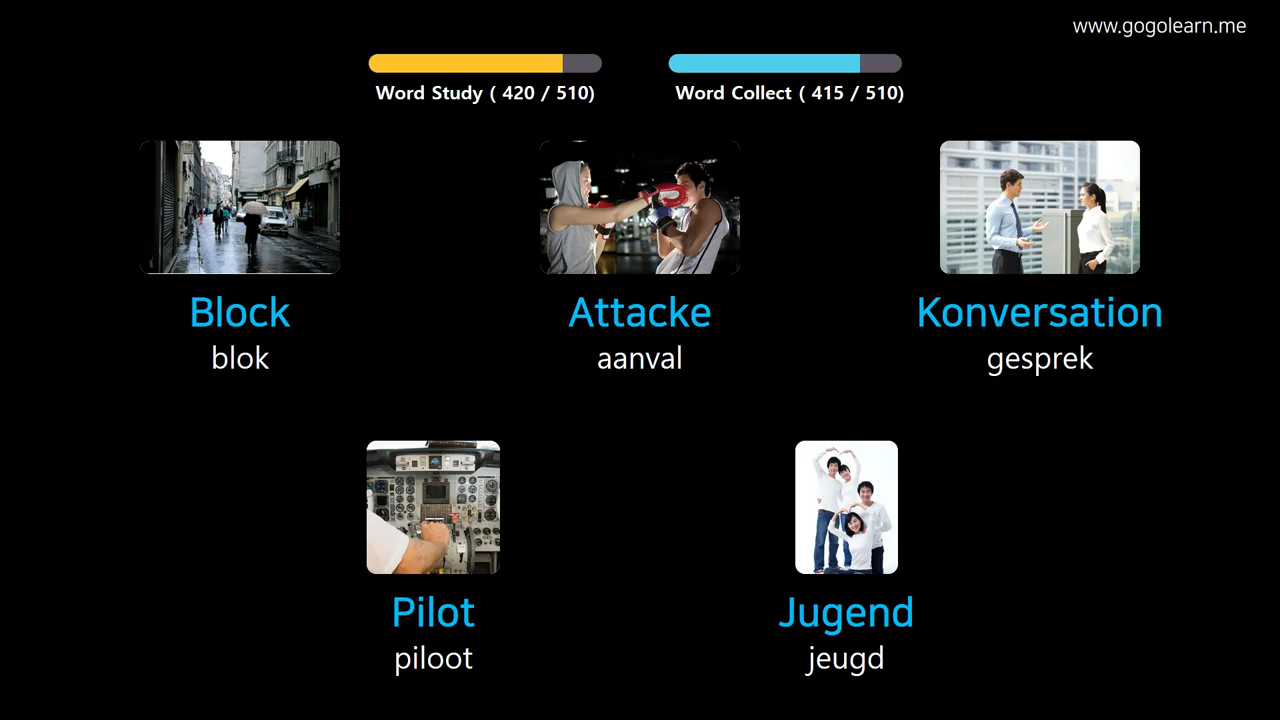 www.gogolearn.me
Word Study ( 420 / 510)
Word Collect ( 415 / 510)
Block
blok
Attacke
aanval
Konversation
gesprek
Pilot
piloot
Jugend
jeugd